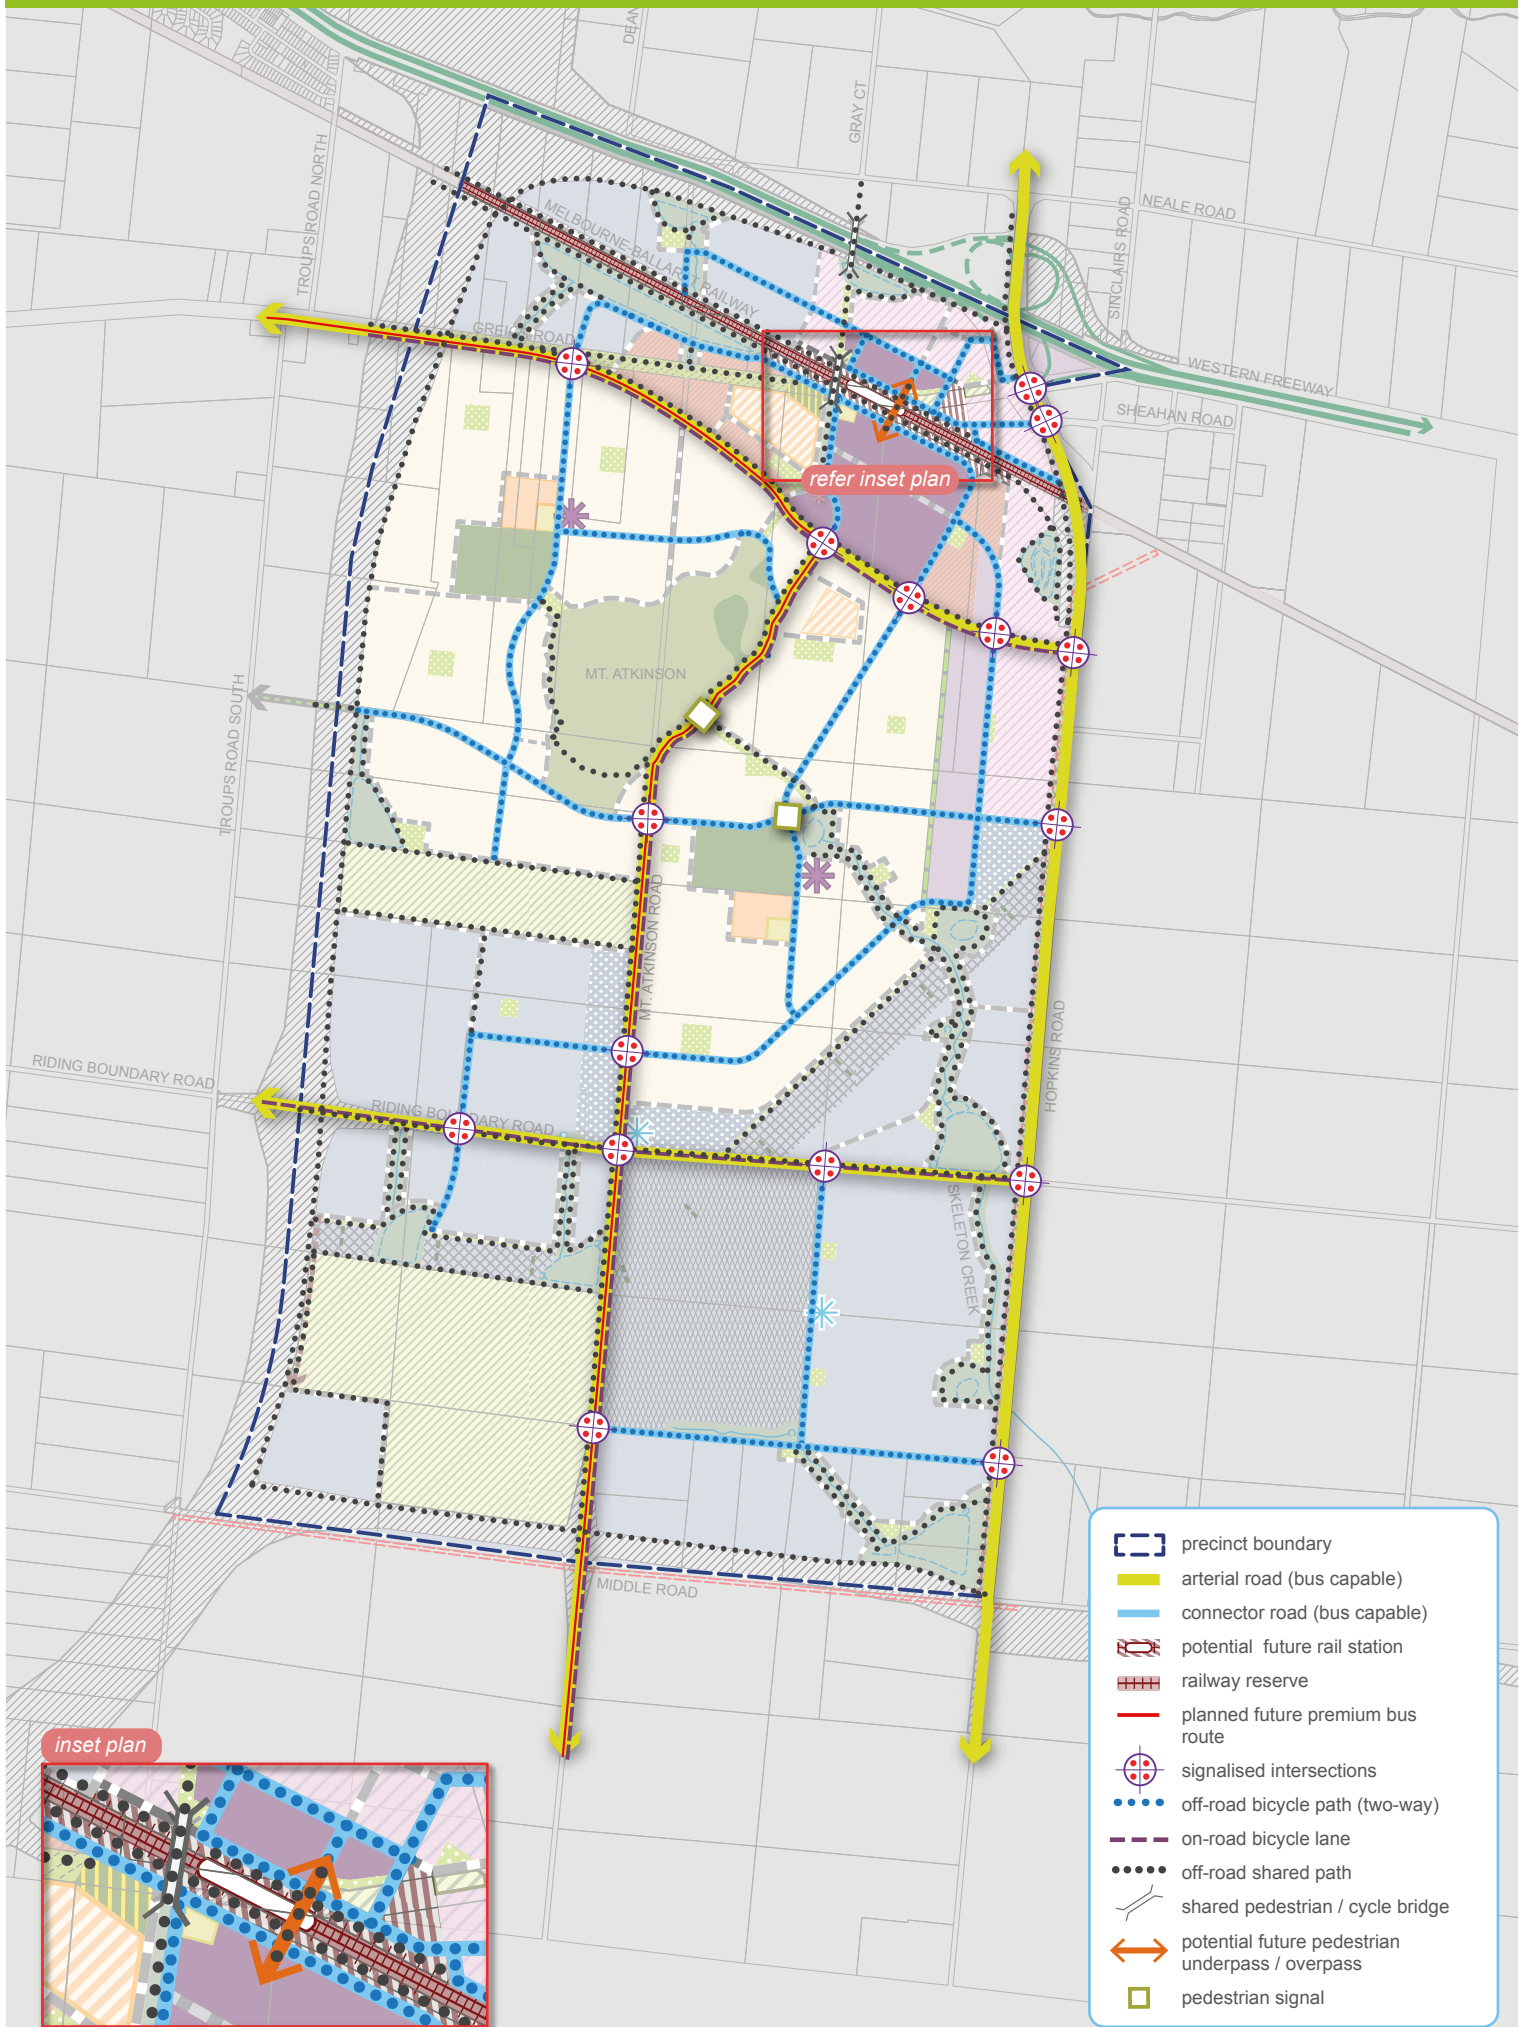 DEAN
GRAY CT
TROUPS ROAD NORTH
NEALE ROAD
SINCLAIRS ROAD
MELBOURNE-BALLARAT RAILWAY
GREIGS ROAD
WESTERN FREEWAY
SHEAHAN ROAD
refer inset plan
MT. ATKINSON
TROUPS ROAD SOUTH
MT. ATKINSON ROAD
HOPKINS ROAD
RIDING BOUNDARY ROAD
RIDING BOUNDARY ROAD
SKELETON CREEK
MIDDLE ROAD
inset plan
precinct boundary
arterial road (bus capable)
connector road (bus capable)
potential future rail station
railway reserve
planned future premium bus
route
signalised intersections
off-road bicycle path (two-way)
on-road bicycle lane
off-road shared path
shared pedestrian / cycle bridge
potential future pedestrian
underpass / overpass
pedestrian signal